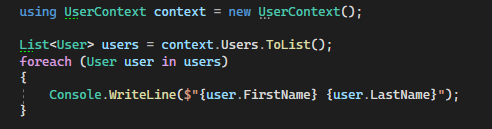 using UserContext context = new UserContext();
List<User> users = context.Users.ToList();
foreach (User user in users)
{
    Console.WriteLine($"{user.FirstName} {user.LastName}");
}